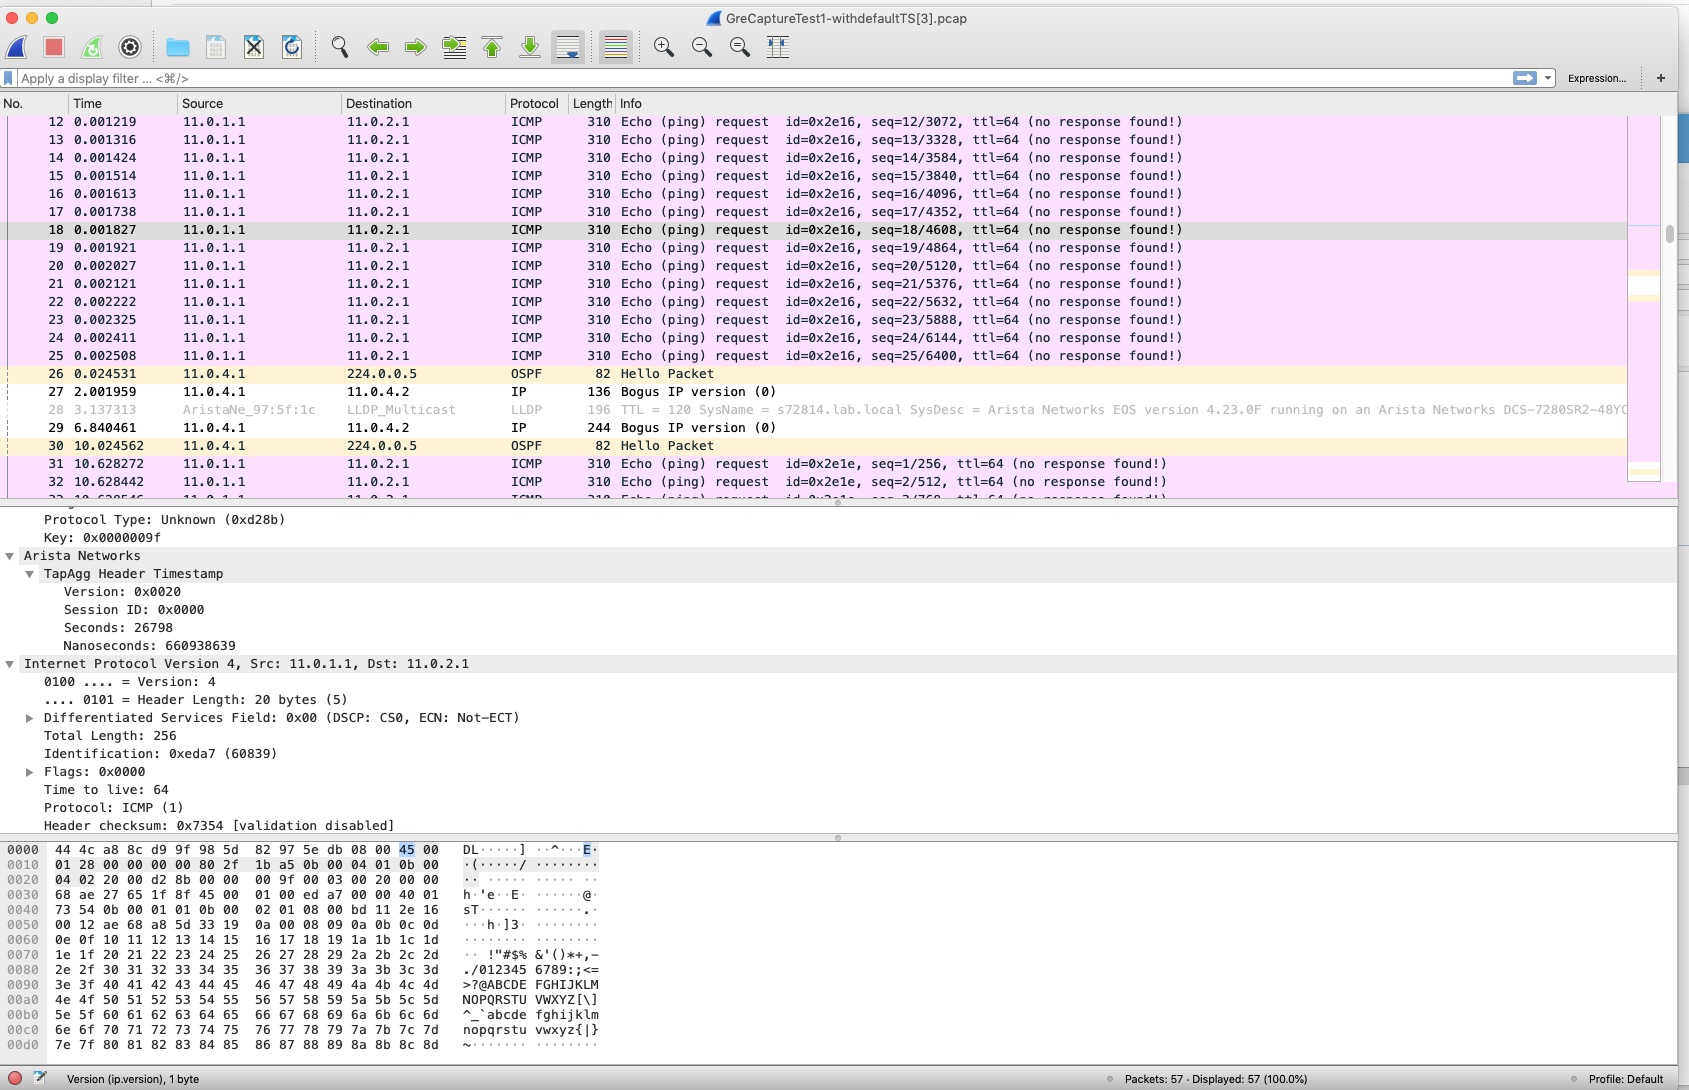 GreCaptureTest1-withdefaultTS[3].pcap
Apply a display filter ... <⌘/>
Expression... +
No. Time Source Destination Protocol Length Info
12 0.001219 11.0.1.1 11.0.2.1 ICMP 310 Echo (ping) request id=0x2e16, seq=12/3072, ttl=64 (no response found!)
13 0.001316 11.0.1.1 11.0.2.1 ICMP 310 Echo (ping) request id=0x2e16, seq=13/3328, ttl=64 (no response found!)
14 0.001424 11.0.1.1 11.0.2.1 ICMP 310 Echo (ping) request id=0x2e16, seq=14/3584, ttl=64 (no response found!)
15 0.001514 11.0.1.1 11.0.2.1 ICMP 310 Echo (ping) request id=0x2e16, seq=15/3840, ttl=64 (no response found!)
16 0.001613 11.0.1.1 11.0.2.1 ICMP 310 Echo (ping) request id=0x2e16, seq=16/4096, ttl=64 (no response found!)
17 0.001738 11.0.1.1 11.0.2.1 ICMP 310 Echo (ping) request id=0x2e16, seq=17/4352, ttl=64 (no response found!)
18 0.001827 11.0.1.1 11.0.2.1 ICMP 310 Echo (ping) request id=0x2e16, seq=18/4608, ttl=64 (no response found!)
19 0.001921 11.0.1.1 11.0.2.1 ICMP 310 Echo (ping) request id=0x2e16, seq=19/4864, ttl=64 (no response found!)
20 0.002027 11.0.1.1 11.0.2.1 ICMP 310 Echo (ping) request id=0x2e16, seq=20/5120, ttl=64 (no response found!)
21 0.002121 11.0.1.1 11.0.2.1 ICMP 310 Echo (ping) request id=0x2e16, seq=21/5376, ttl=64 (no response found!)
22 0.002222 11.0.1.1 11.0.2.1 ICMP 310 Echo (ping) request id=0x2e16, seq=22/5632, ttl=64 (no response found!)
23 0.002325 11.0.1.1 11.0.2.1 ICMP 310 Echo (ping) request id=0x2e16, seq=23/5888, ttl=64 (no response found!)
24 0.002411 11.0.1.1 11.0.2.1 ICMP 310 Echo (ping) request id=0x2e16, seq=24/6144, ttl=64 (no response found!)
25 0.002508 11.0.1.1 11.0.2.1 ICMP 310 Echo (ping) request id=0x2e16, seq=25/6400, ttl=64 (no response found!)
26 0.024531 11.0.4.1 224.0.0.5 OSPF 82 Hello Packet
27 2.001959 11.0.4.1 11.0.4.2 IP 136 Bogus IP version (0)
28 3.137313 AristaNe_97:5f:1c LLDP_Multicast LLDP 196 TTL = 120 SysName = s72814.lab.local SysDesc = Arista Networks EOS version 4.23.0F running on an Arista Networks DCS-7280SR2-48YC
29 6.840461 11.0.4.1 11.0.4.2 IP 244 Bogus IP version (0)
30 10.024562 11.0.4.1 224.0.0.5 OSPF 82 Hello Packet
31 10.628272 11.0.1.1 11.0.2.1 ICMP 310 Echo (ping) request id=0x2e1e, seq=1/256, ttl=64 (no response found!)
32 10.628442 11.0.1.1 11.0.2.1 ICMP 310 Echo (ping) request id=0x2e1e, seq=2/512, ttl=64 (no response found!)
Protocol Type: Unknown (0xd28b)
Key: 0x0000009f
Arista Networks
TapAgg Header Timestamp
Version: 0x0020
Session ID: 0x0000
Seconds: 26798
Nanoseconds: 660938639
Internet Protocol Version 4, Src: 11.0.1.1, Dst: 11.0.2.1
0100 .... = Version: 4
.... 0101 = Header Length: 20 bytes (5)
Differentiated Services Field: 0x00 (DSCP: CS0, ECN: Not-ECT)
Total Length: 256
Identification: 0xeda7 (60839)
Flags: 0x0000
Time to live: 64
Protocol: ICMP (1)
Header checksum: 0x7354 [validation disabled]
0000 44 4c a8 8c d9 9f 98 5d 82 97 5e db 08 00 45 00 DL·····] ··^···E·
0010 01 28 00 00 00 00 80 2f 1b a5 0b 00 04 01 0b 00 ·(·····/ ········
0020 04 02 20 00 d2 8b 00 00 00 9f 00 03 00 20 00 00 ·· ····· ····· ··
0030 68 ae 27 65 1f 8f 45 00 01 00 ed a7 00 00 40 01 h·'e··E· ······@·
0040 73 54 0b 00 01 01 0b 00 02 01 08 00 bd 11 2e 16 sT······ ······.·
0050 00 12 ae 68 a8 5d 33 19 0a 00 08 09 0a 0b 0c 0d ···h·]3· ········
0060 0e 0f 10 11 12 13 14 15 16 17 18 19 1a 1b 1c 1d ········ ········
0070 1e 1f 20 21 22 23 24 25 26 27 28 29 2a 2b 2c 2d ·· !"#$% &'()*+,-
0080 2e 2f 30 31 32 33 34 35 36 37 38 39 3a 3b 3c 3d ./012345 6789:;<=
0090 3e 3f 40 41 42 43 44 45 46 47 48 49 4a 4b 4c 4d >?@ABCDE FGHIJKLM
00a0 4e 4f 50 51 52 53 54 55 56 57 58 59 5a 5b 5c 5d NOPQRSTU VWXYZ[\]
00b0 5e 5f 60 61 62 63 64 65 66 67 68 69 6a 6b 6c 6d ^_`abcde fghijklm
00c0 6e 6f 70 71 72 73 74 75 76 77 78 79 7a 7b 7c 7d nopqrstu vwxyz{|}
00d0 7e 7f 80 81 82 83 84 85 86 87 88 89 8a 8b 8c 8d ~······· ········
Version (ip.version), 1 byte
Packets: 57 · Displayed: 57 (100.0%)
Profile: Default